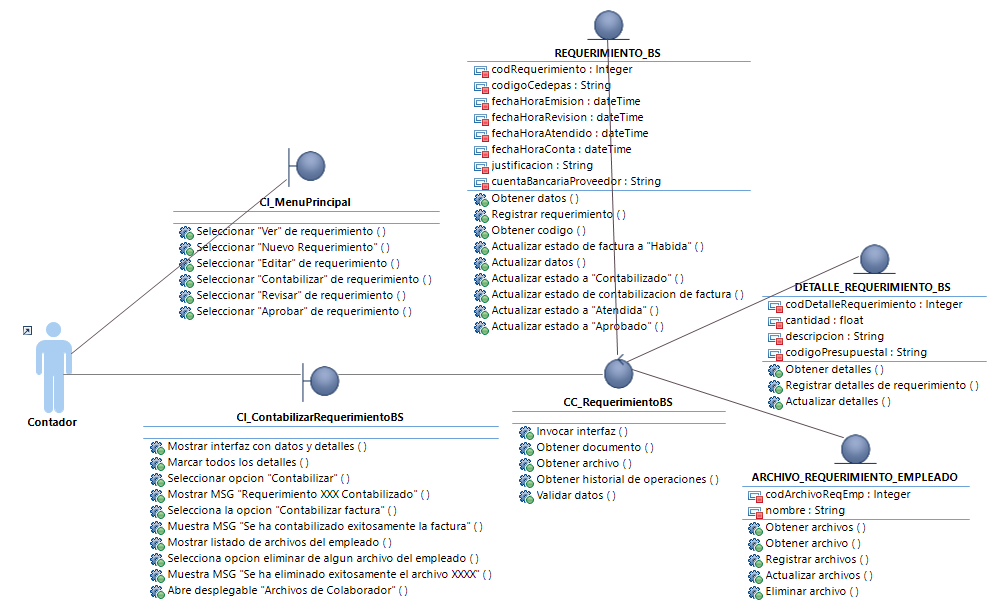 REQUERIMIENTO_BS
codRequerimiento : Integer
codigoCedepas : String
fechaHoraEmision : dateTime
fechaHoraRevision : dateTime
fechaHoraAtendido : dateTime
fechaHoraConta : dateTime
justificacion : String
cuentaBancariaProveedor : String
Obtener datos ( )
Registrar requerimiento ( )
Obtener codigo ( )
Actualizar estado de factura a "Habida" ( )
Actualizar datos ( )
Actualizar estado a "Contabilizado" ( )
Actualizar estado de contabilizacion de factura ( )
Actualizar estado a "Atendida" ( )
Actualizar estado a "Aprobado" ( )
CI_MenuPrincipal
Seleccionar "Ver" de requerimiento ( )
Seleccionar "Nuevo Requerimiento" ( )
Seleccionar "Editar" de requerimiento ( )
Seleccionar "Contabilizar" de requerimiento ( )
Seleccionar "Revisar" de requerimiento ( )
Seleccionar "Aprobar" de requerimiento ( )
DETALLE_REQUERIMIENTO_BS
codDetalleRequerimiento : Integer
cantidad : float
descripcion : String
codigoPresupuestal : String
Obtener detalles ( )
Registrar detalles de requerimiento ( )
Actualizar detalles ( )
Contador
CI_ContabilizarRequerimientoBS
Mostrar interfaz con datos y detalles ( )
Marcar todos los detalles ( )
Seleccionar opcion "Contabilizar" ( )
Mostrar MSG "Requerimiento XXX Contabilizado" ( )
Selecciona la opcion "Contabilizar factura" ( )
Muestra MSG "Se ha contabilizado exitosamente la factura" ( )
Mostrar listado de archivos del empleado ( )
Selecciona opcion eliminar de algun archivo del empleado ( )
Muestra MSG "Se ha eliminado exitosamente el archivo XXXX" ( )
Abre desplegable "Archivos de Colaborador" ( )
CC_RequerimientoBS
Invocar interfaz ( )
Obtener documento ( )
Obtener archivo ( )
Obtener historial de operaciones ( )
Validar datos ( )
ARCHIVO_REQUERIMIENTO_EMPLEADO
codArchivoReqEmp : Integer
nombre : String
Obtener archivos ( )
Obtener archivo ( )
Registrar archivos ( )
Actualizar archivos ( )
Eliminar archivo ( )